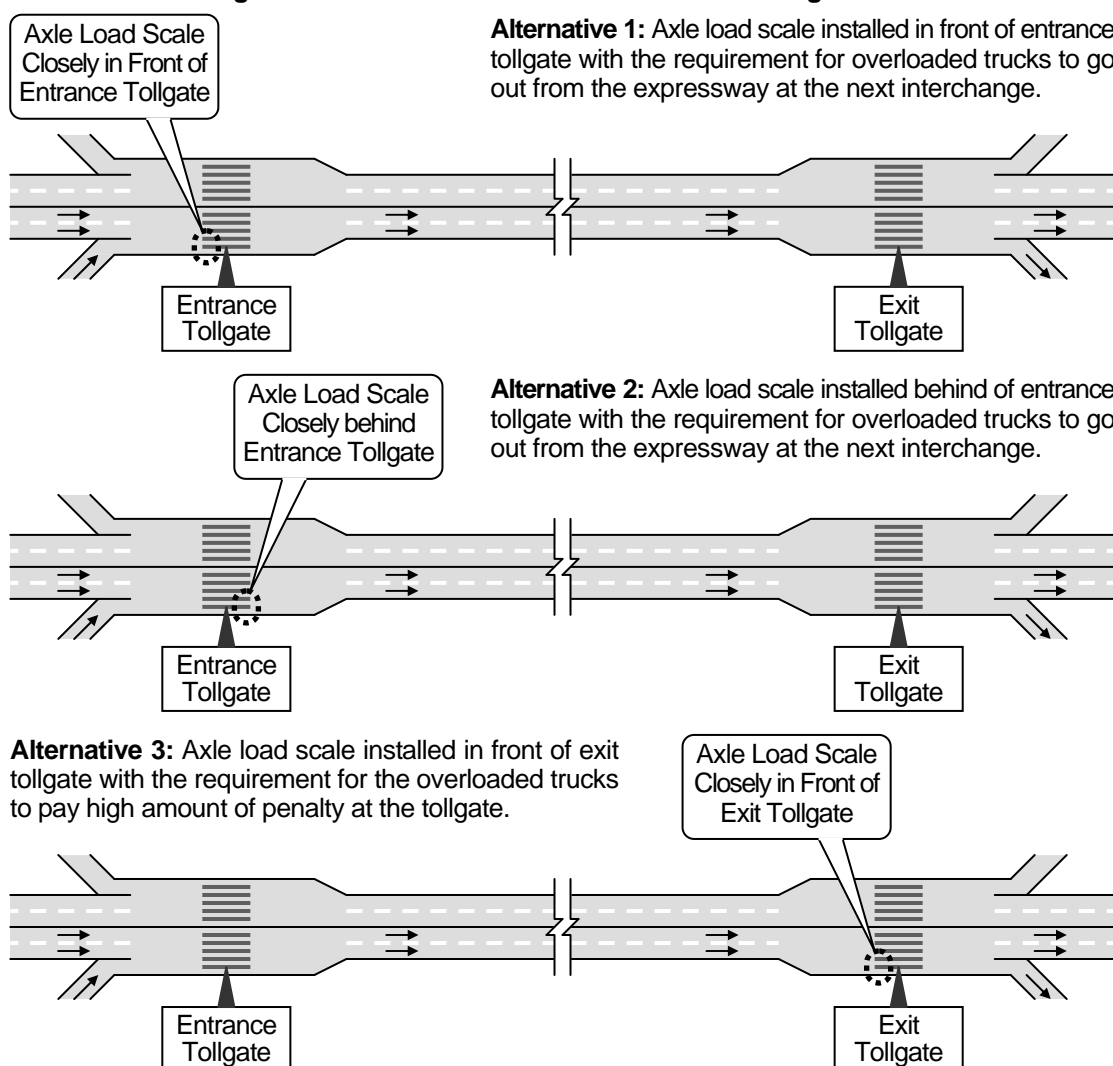 Axle Load Scale
Closely in Front of
Entrance Tollgate
Alternative 1: Axle load scale installed in front of entrance
tollgate with the requirement for overloaded trucks to go
out from the expressway at the next interchange.
Entrance
Tollgate
Exit
Tollgate
Axle Load Scale
Closely behind
Entrance Tollgate
Alternative 2: Axle load scale installed behind of entrance
tollgate with the requirement for overloaded trucks to go
out from the expressway at the next interchange.
Entrance
Tollgate
Exit
Tollgate
Alternative 3: Axle load scale installed in front of exit
tollgate with the requirement for the overloaded trucks
to pay high amount of penalty at the tollgate.
Axle Load Scale
Closely in Front of
Exit Tollgate
Entrance
Tollgate
Exit
Tollgate